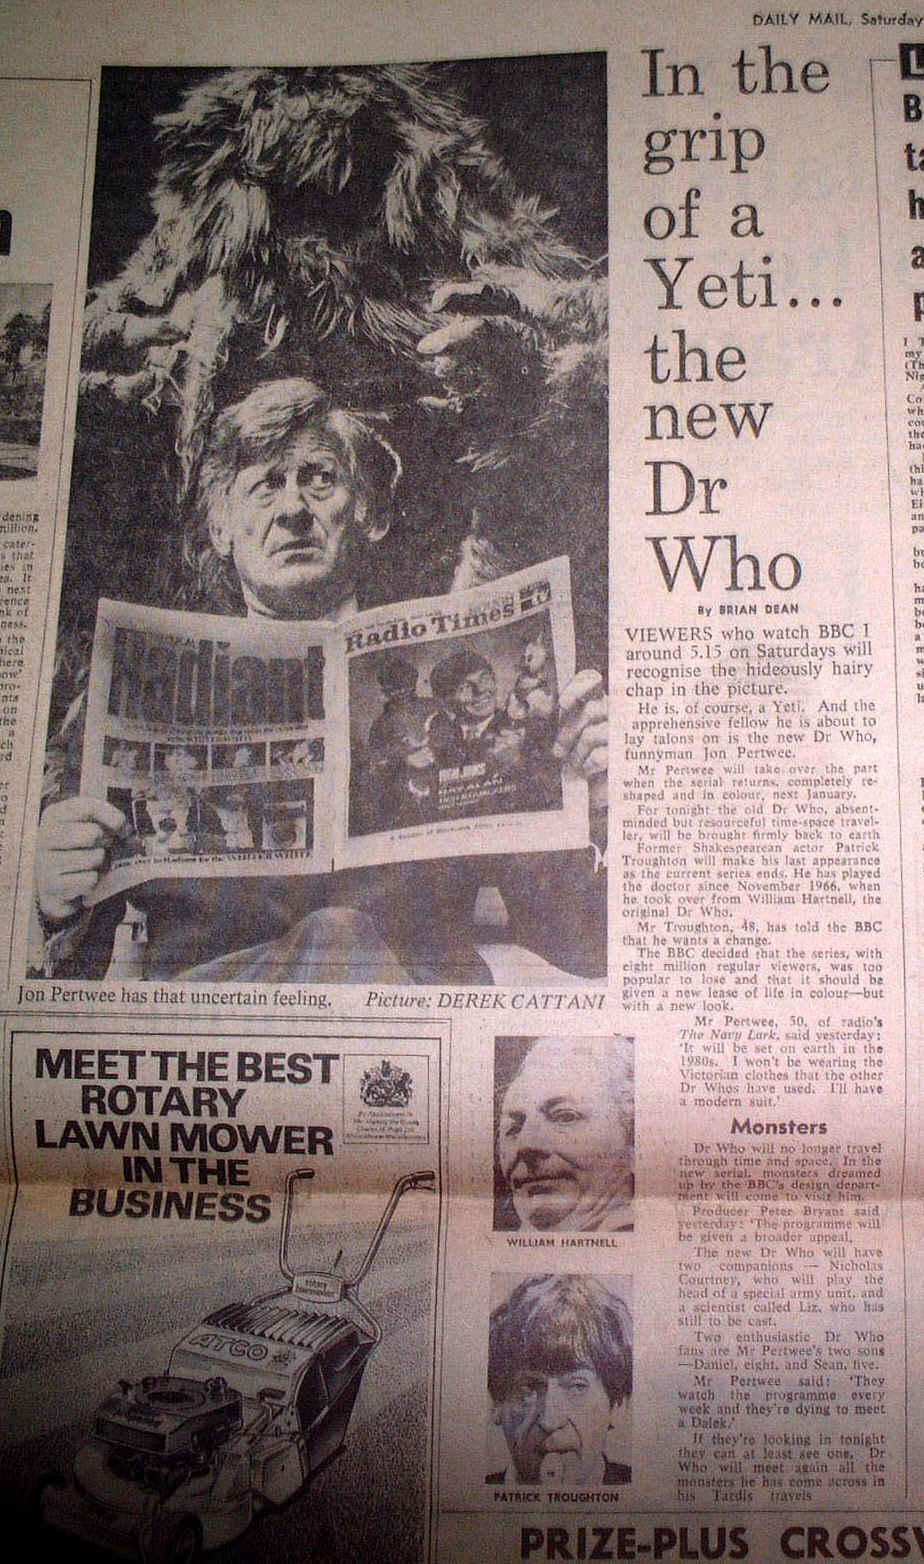 DAILY MAIL, Saturday
In the
grip
of a
Yeti...
the
new
Dr
Who
By BRIAN DEAN
VIEWERS who watch BBC 1
around 5.15 on Saturdays will
recognise the hideously hairy
chap in the picture.
He is, of course, a Yeti. And the
apprehensive fellow he is about to
lay talons on is the new Dr Who,
funnyman Jon Pertwee.
Mr Pertwee will take over the part
when the serial returns, completely re-
shaped and in colour, next January.
For tonight the old Dr Who, absent-
minded but resourceful time-space travel-
ler, will be brought firmly back to earth
Former Shakespearean actor Patrick
Troughton will make his last appearance
as the current series ends. He has played
the doctor since November 1966, when
he took over from William Hartnell, the
original Dr Who.
Mr Troughton, 48, has told the BBC
that he wants a change.
The BBC decided that the series, with
eight million regular viewers, was too
popular to lose and that it should be
given a new lease of life in colour—but
with a new look.
Mr Pertwee, 50, of radio's
The Navy Lark, said yesterday:
'It will be set on earth in the
1980s. I won't be wearing the
Victorian clothes that the other
Dr Whos have used. I'll have
a modern suit.'
Monsters
Dr Who will no longer travel
through time and space. In the
new serial, monsters dreamed
up by the BBC's design depart-
ment will come to visit him.
Producer Peter Bryant said
yesterday: 'The programme will
be given a broader appeal.
The new Dr Who will have
two companions — Nicholas
Courtney, who will play the
head of a special army unit, and
a scientist called Liz, who has
still to be cast.
Two enthusiastic Dr Who
fans are Mr Pertwee's two sons
—Daniel, eight, and Sean, five.
Mr Pertwee said: 'They
watch the programme every
week and they're dying to meet
a Dalek.'
If they're looking in tonight
they can at least see one. Dr
Who will meet again all the
monsters he has come across in
his Tardis travels
Radiant
Radio Times
Jon Pertwee has that uncertain feeling.
Picture: DEREK CATTANI
WILLIAM HARTNELL
PATRICK TROUGHTON
MEET THE BEST
ROTARY
LAWN MOWER
IN THE
BUSINESS
ATCO
PRIZE-PLUS CROSSW